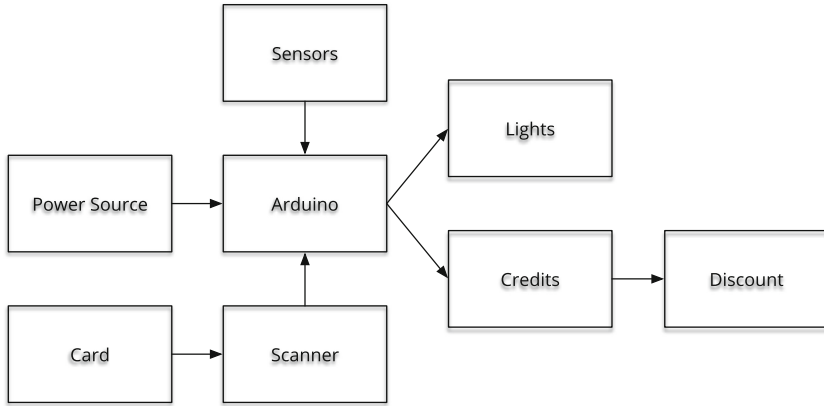 Sensors
Lights
Power Source
Arduino
Credits
Discount
Card
Scanner